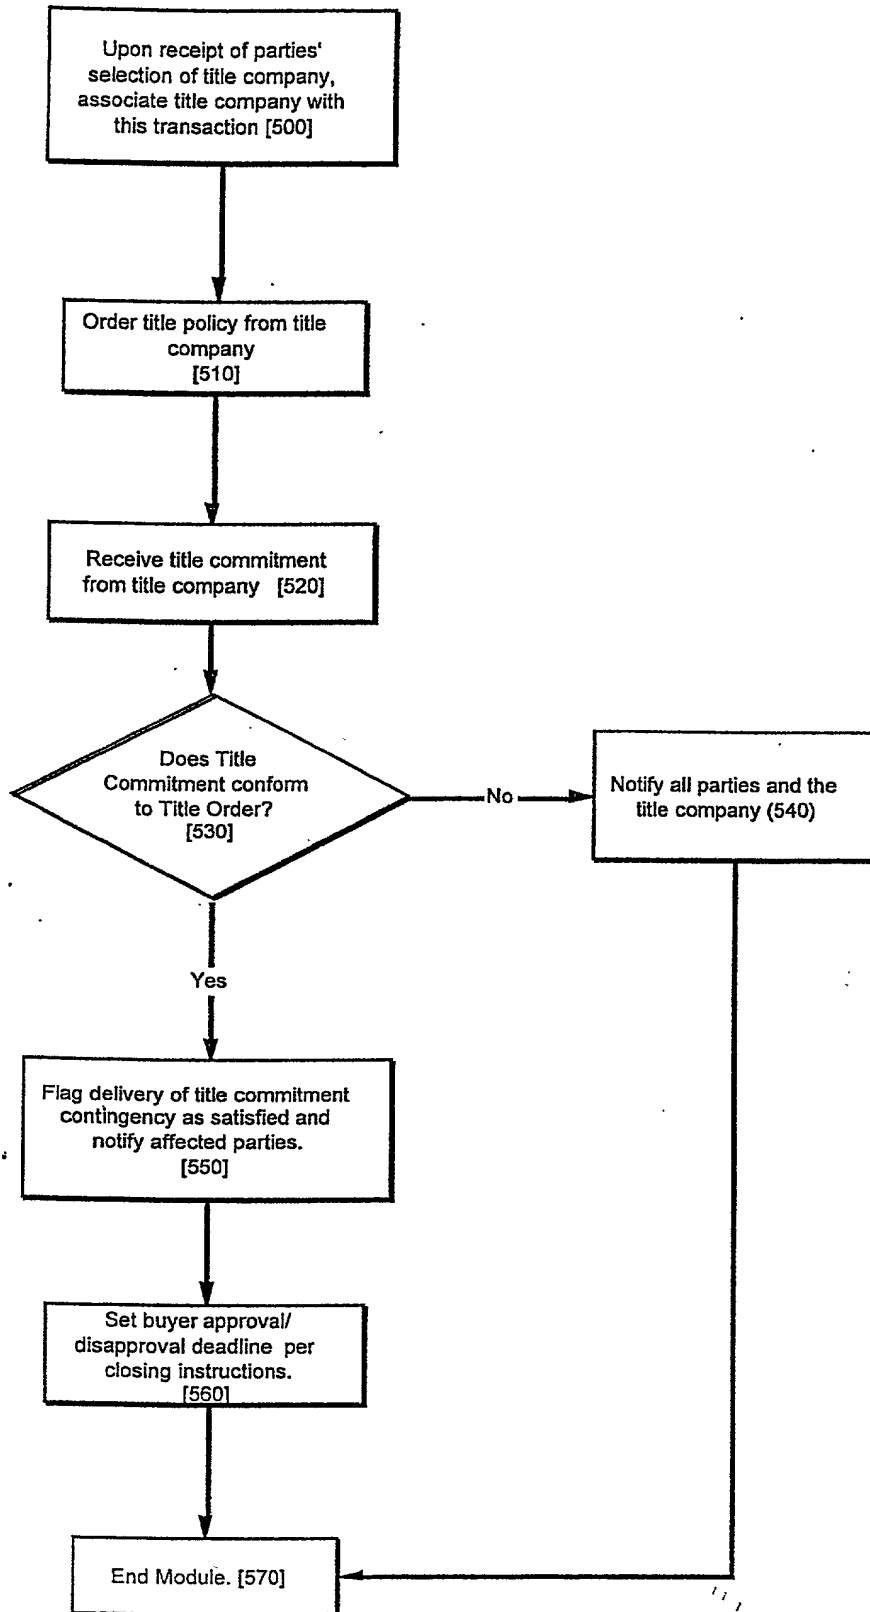 Upon receipt of parties'
selection of title company,
associate title company with
this transaction [500]
Order title policy from title
company
[510]
Receive title commitment
from title company [520]
Does Title
Commitment conform
to Title Order?
[530]
No
Notify all parties and the
title company (540)
Yes
Flag delivery of title commitment
contingency as satisfied and
notify affected parties.
[550]
Set buyer approval/
disapproval deadline per
closing instructions.
[560]
End Module. [570]